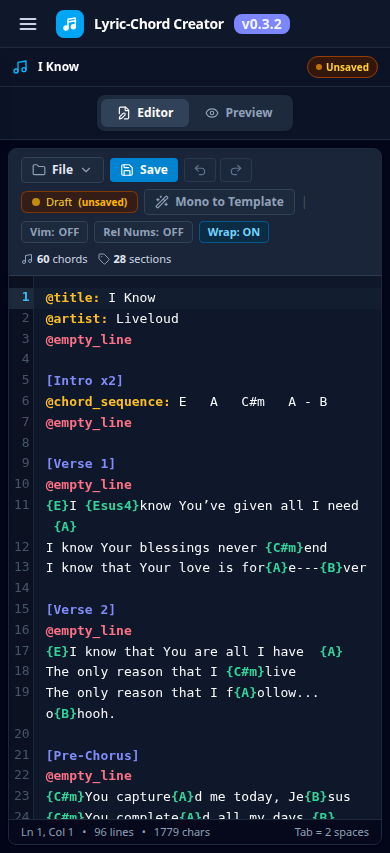 Lyric-Chord Creator v0.3.2
I Know Unsaved
Editor Preview
File Save
Draft (unsaved) Mono to Template |
Vim: OFF Rel Nums: OFF Wrap: ON
60 chords 28 sections
1 @title: I Know
2 @artist: Liveloud
3 @empty_line
4
5 [Intro x2]
6 @chord_sequence: E   A   C#m   A - B
7 @empty_line
8
9 [Verse 1]
10 @empty_line
11 {E}I {Esus4}know You’ve given all I need
{A}
12 I know Your blessings never {C#m}end
13 I know that Your love is for{A}e---{B}ver
14
15 [Verse 2]
16 @empty_line
17 {E}I know that You are all I have  {A}
18 The only reason that I {C#m}live
19 The only reason that I f{A}ollow...
o{B}hooh.
20
21 [Pre-Chorus]
22 @empty_line
23 {C#m}You capture{A}d me today, Je{B}sus
24 {C#m}You complete{A}d all my days {B}
Ln 1, Col 1 • 96 lines • 1779 chars Tab = 2 spaces